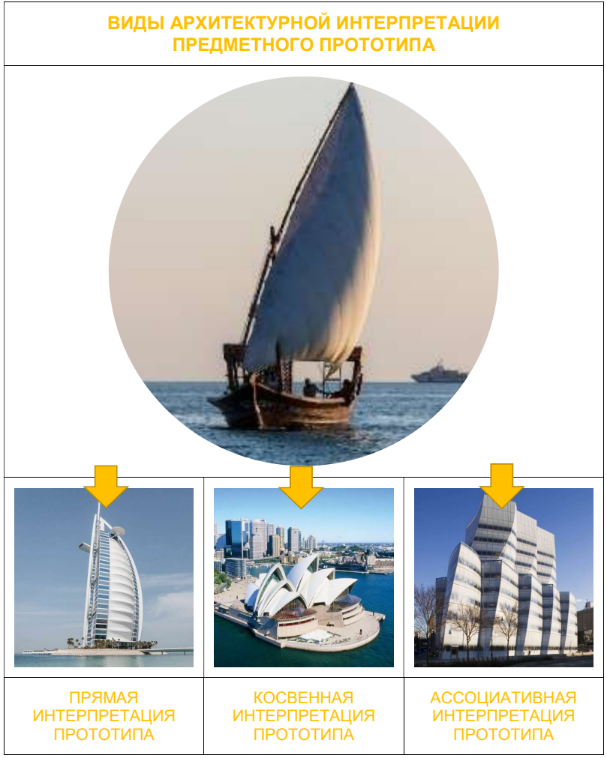 ВИДЫ АРХИТЕКТУРНОЙ ИНТЕРПРЕТАЦИИ
ПРЕДМЕТНОГО ПРОТОТИПА
ПРЯМАЯ
ИНТЕРПРЕТАЦИЯ
ПРОТОТИПА
КОСВЕННАЯ
ИНТЕРПРЕТАЦИЯ
ПРОТОТИПА
АССОЦИАТИВНАЯ
ИНТЕРПРЕТАЦИЯ
ПРОТОТИПА